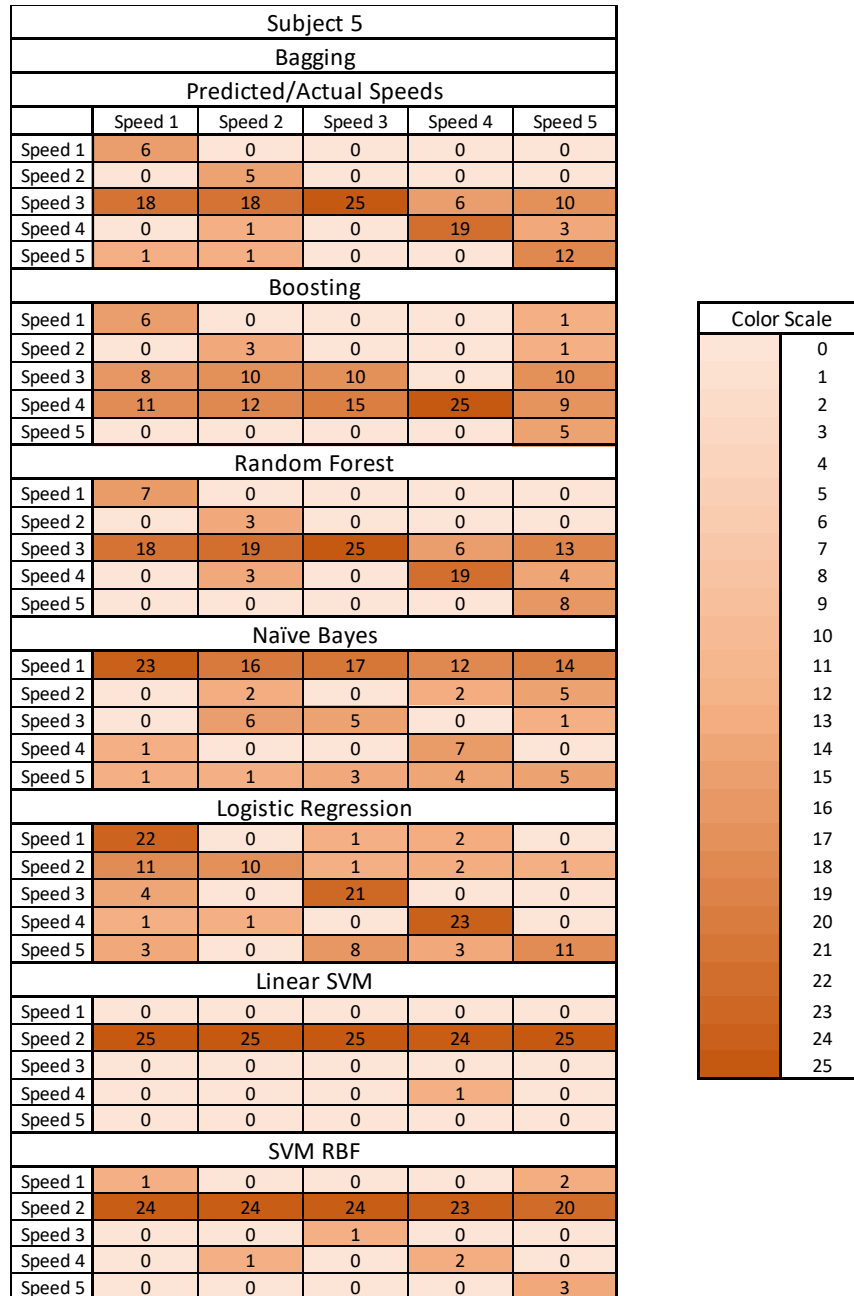 Subject 5
Bagging
Predicted/Actual Speeds
Speed 1 Speed 2 Speed 3 Speed 4 Speed 5
Speed 1 6 0 0 0 0
Speed 2 0 5 0 0 0
Speed 3 18 18 25 6 10
Speed 4 0 1 0 19 3
Speed 5 1 1 0 0 12
Boosting
Speed 1 6 0 0 0 1
Speed 2 0 3 0 0 1
Speed 3 8 10 10 0 10
Speed 4 11 12 15 25 9
Speed 5 0 0 0 0 5
Random Forest
Speed 1 7 0 0 0 0
Speed 2 0 3 0 0 0
Speed 3 18 19 25 6 13
Speed 4 0 3 0 19 4
Speed 5 0 0 0 0 8
Naïve Bayes
Speed 1 23 16 17 12 14
Speed 2 0 2 0 2 5
Speed 3 0 6 5 0 1
Speed 4 1 0 0 7 0
Speed 5 1 1 3 4 5
Logistic Regression
Speed 1 22 0 1 2 0
Speed 2 11 10 1 2 1
Speed 3 4 0 21 0 0
Speed 4 1 1 0 23 0
Speed 5 3 0 8 3 11
Linear SVM
Speed 1 0 0 0 0 0
Speed 2 25 25 25 24 25
Speed 3 0 0 0 0 0
Speed 4 0 0 0 1 0
Speed 5 0 0 0 0 0
SVM RBF
Speed 1 1 0 0 0 2
Speed 2 24 24 24 23 20
Speed 3 0 0 1 0 0
Speed 4 0 1 0 2 0
Speed 5 0 0 0 0 3
Color Scale
0
1
2
3
4
5
6
7
8
9
10
11
12
13
14
15
16
17
18
19
20
21
22
23
24
25